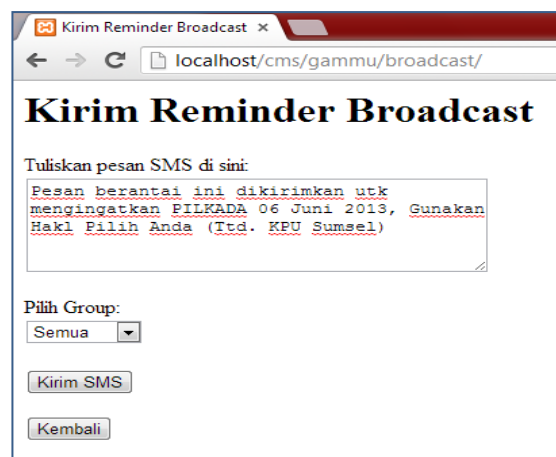 Kirim Reminder Broadcast
localhost/cms/gammu/broadcast/
Kirim Reminder Broadcast
Tuliskan pesan SMS di sini:
Pesan berantai ini dikirimkan utk
mengingatkan PILKADA 06 Juni 2013, Gunakan
Hakl Pilih Anda (Ttd. KPU Sumsel)
Pilih Group:
Semua
Kirim SMS
Kembali